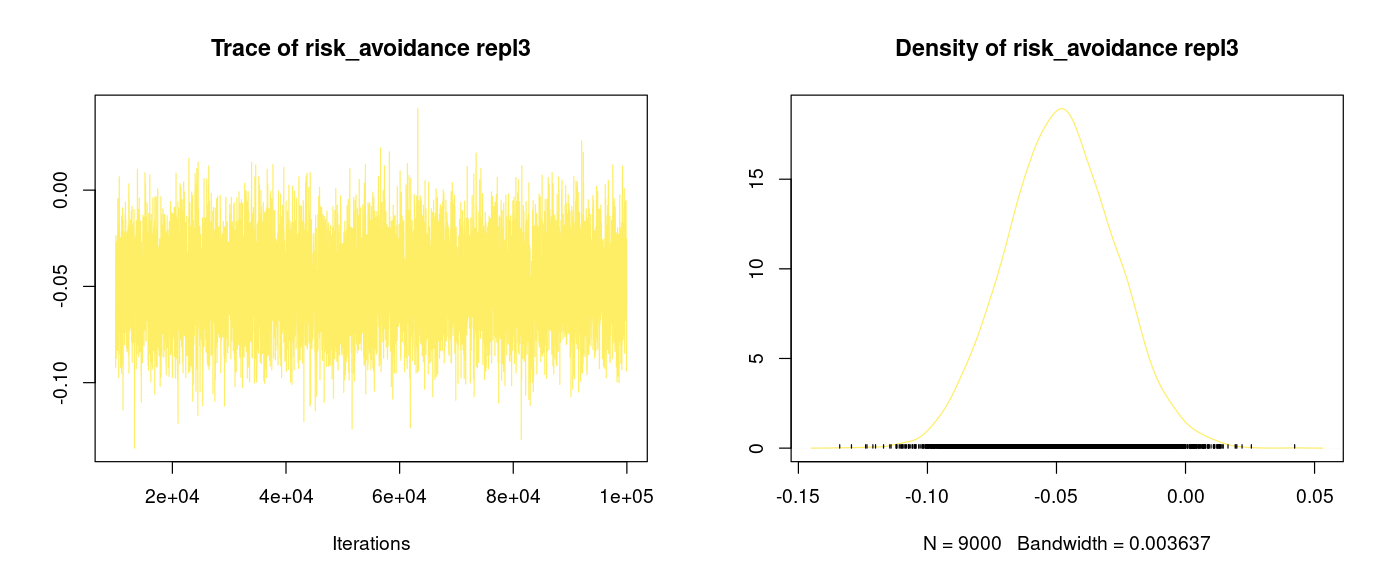 Trace of risk_avoidance repl3
0.00
-0.05
-0.10
2e+04 4e+04 6e+04 8e+04 1e+05
Iterations
Density of risk_avoidance repl3
15
10
5
0
-0.15 -0.10 -0.05 0.00 0.05
N = 9000 Bandwidth = 0.003637